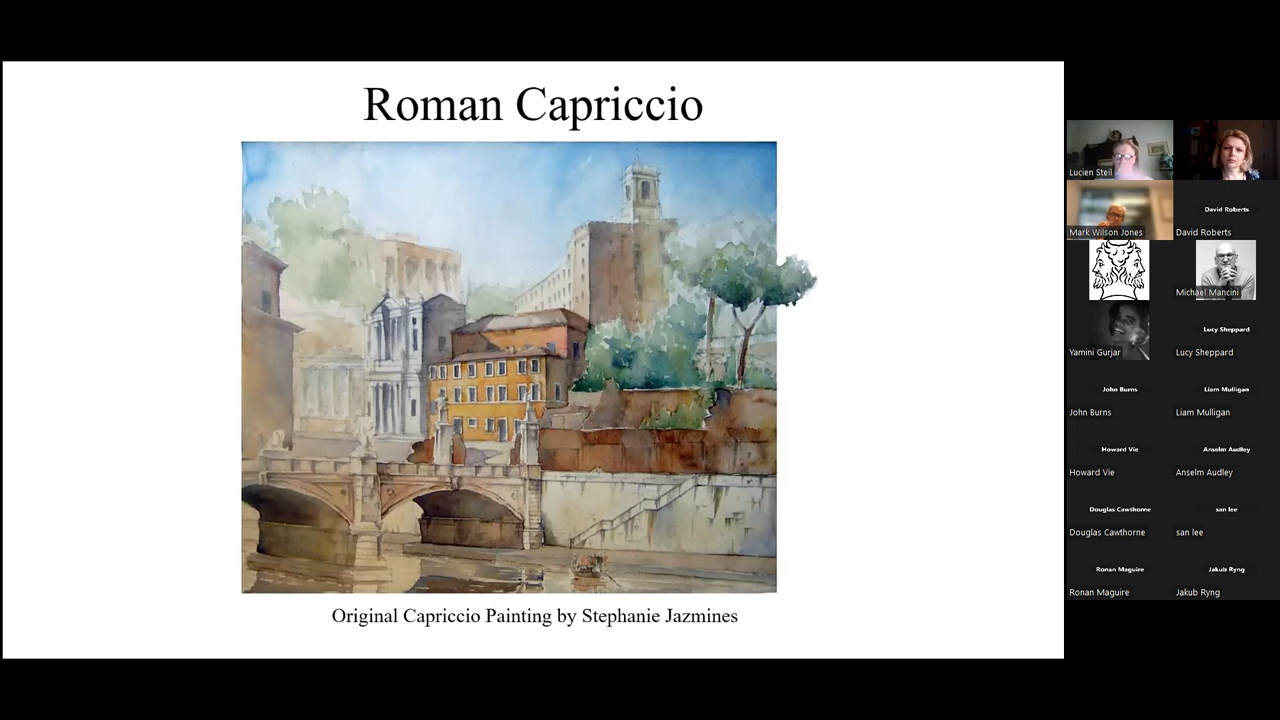 Roman Capriccio
Original Capriccio Painting by Stephanie Jazmines
Lucien Steil
Mark Wilson Jones
David Roberts
David Roberts
Michael Mancini
Yamini Gurjar
Lucy Sheppard
Lucy Sheppard
John Burns
John Burns
Liam Mulligan
Liam Mulligan
Howard Vie
Howard Vie
Anselm Audley
Anselm Audley
Douglas Cawthorne
Douglas Cawthorne
san lee
san lee
Ronan Maguire
Ronan Maguire
Jakub Ryng
Jakub Ryng